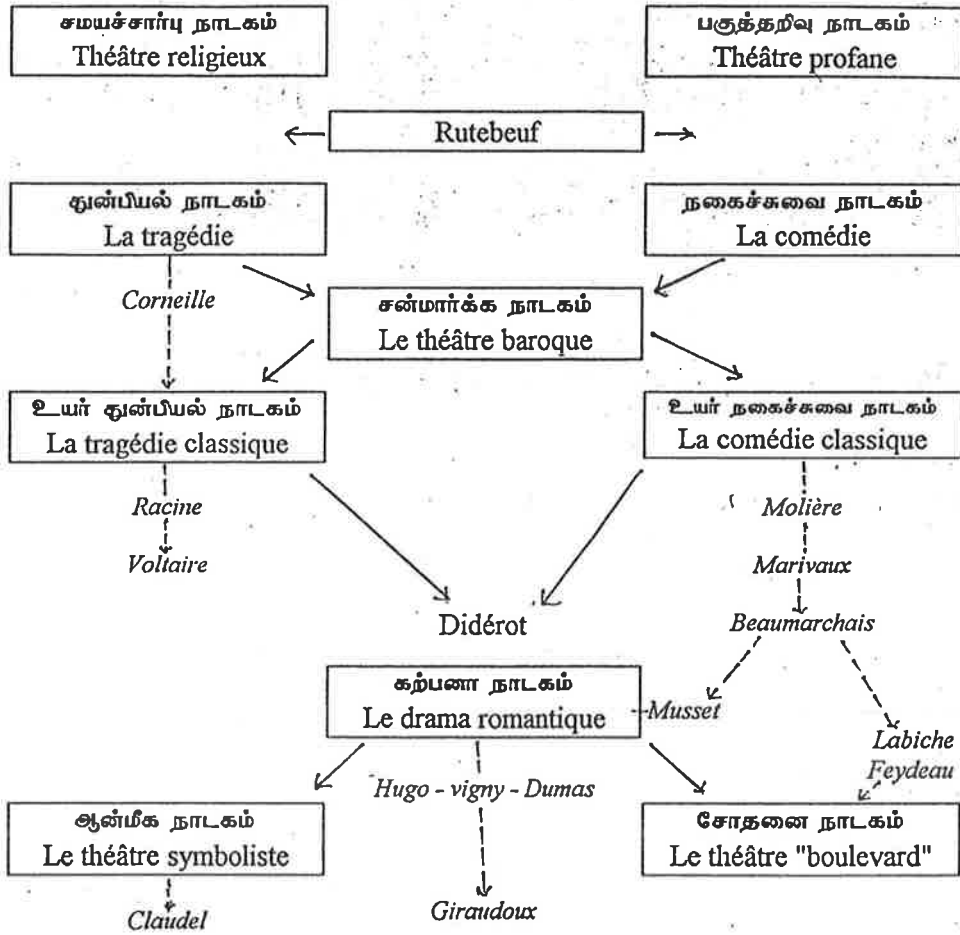 சமயச்சார்பு நாடகம்
Théâtre religieux
பகுத்தறிவு நாடகம்
Théâtre profane
Rutebeuf
துன்பியல் நாடகம்
La tragédie
நகைச்சுவை நாடகம்
La comédie
Corneille
சன்மார்க்க நாடகம்
Le théâtre baroque
உயர் துன்பியல் நாடகம்
La tragédie classique
உயர் நகைச்சுவை நாடகம்
La comédie classique
Racine
Molière
Voltaire
Marivaux
Didérot
Beaumarchais
கற்பனா நாடகம்
Le drama romantique
Musset
Labiche
Feydeau
Hugo - vigny - Dumas
ஆன்மீக நாடகம்
Le théâtre symboliste
சோதனை நாடகம்
Le théâtre "boulevard"
Claudel
Giraudoux